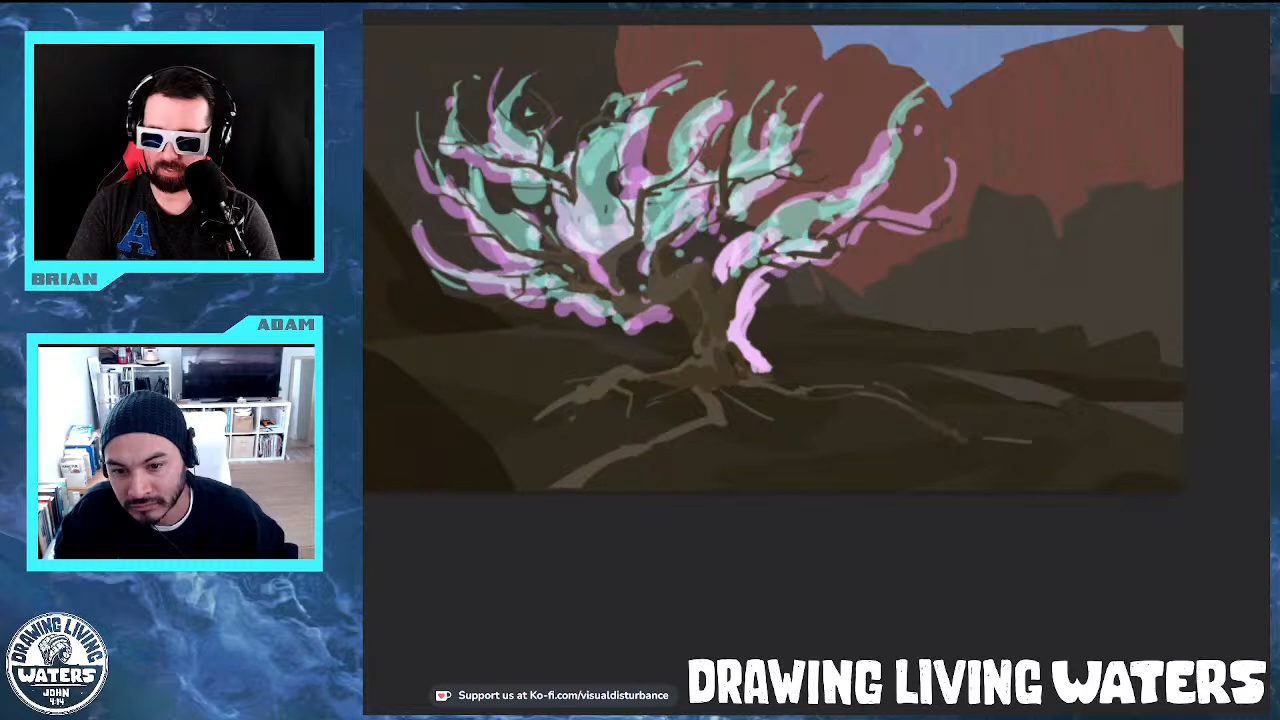 BRIAN
ADAM
DRAWING LIVING
WATERS
JOHN
4:14
A
Support us at Ko-fi.com/visualdisturbance
DRAWING LIVING WATERS